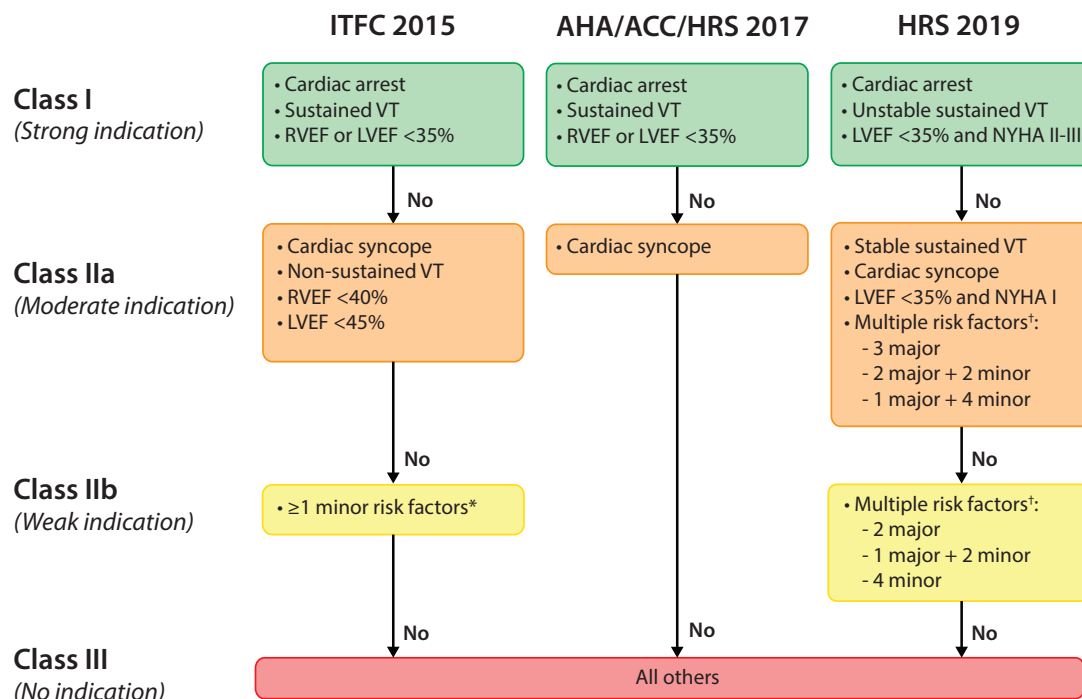 ITFC 2015
AHA/ACC/HRS 2017
HRS 2019
Class I
(Strong indication)
• Cardiac arrest
• Sustained VT
• RVEF or LVEF <35%
• Cardiac arrest
• Sustained VT
• RVEF or LVEF <35%
• Cardiac arrest
• Unstable sustained VT
• LVEF <35% and NYHA II-III
No
No
No
Class IIa
(Moderate indication)
• Cardiac syncope
• Non-sustained VT
• RVEF <40%
• LVEF <45%
• Cardiac syncope
• Stable sustained VT
• Cardiac syncope
• LVEF <35% and NYHA I
• Multiple risk factors†:
- 3 major
- 2 major + 2 minor
- 1 major + 4 minor
No
No
Class IIb
(Weak indication)
• ≥1 minor risk factors*
• Multiple risk factors†:
- 2 major
- 1 major + 2 minor
- 4 minor
No
No
No
Class III
(No indication)
All others